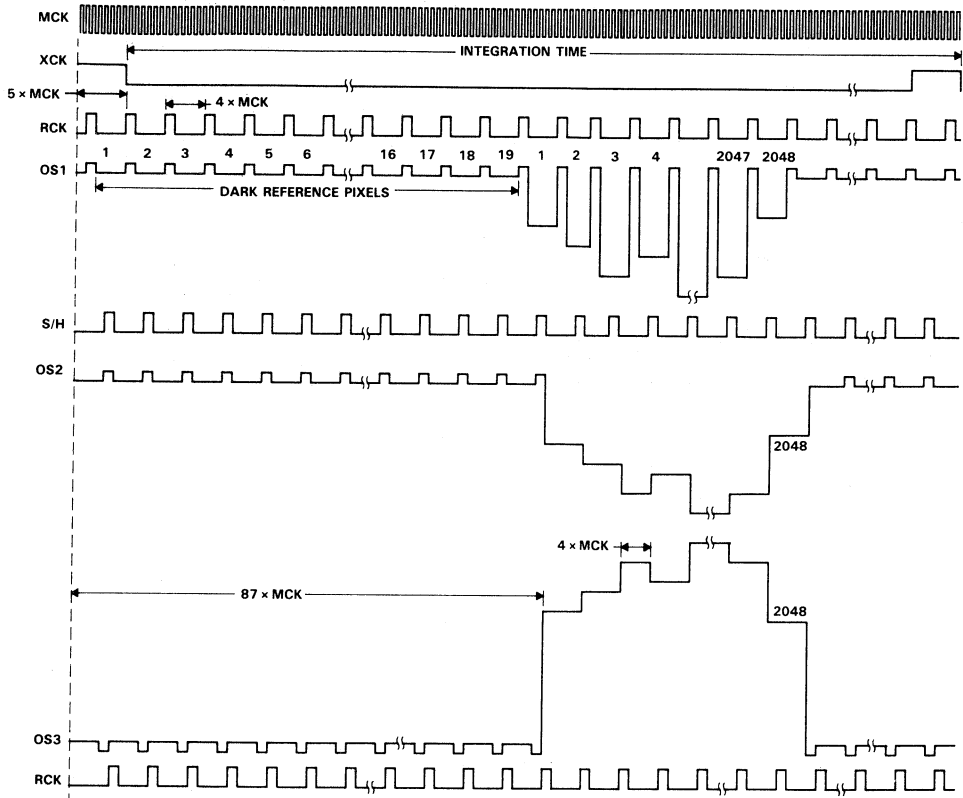 MCK
INTEGRATION TIME
XCK
5 × MCK
4 × MCK
RCK
1 2 3 4 5 6 16 17 18 19 1 2 3 4 2047 2048
OS1
DARK REFERENCE PIXELS
S/H
OS2
2048
4 × MCK
87 × MCK
2048
OS3
RCK